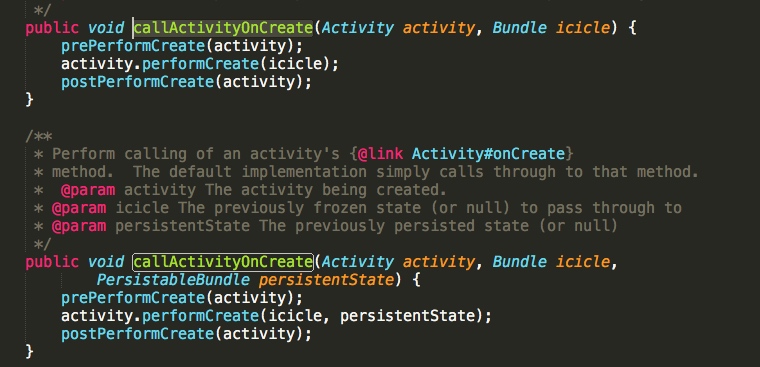 */
public void callActivityOnCreate(Activity activity, Bundle icicle) {
prePerformCreate(activity);
activity.performCreate(icicle);
postPerformCreate(activity);
}
/**
* Perform calling of an activity's {@link Activity#onCreate}
* method.  The default implementation simply calls through to that method.
*  @param activity The activity being created.
* @param icicle The previously frozen state (or null) to pass through to
* @param persistentState The previously persisted state (or null)
*/
public void callActivityOnCreate(Activity activity, Bundle icicle,
PersistableBundle persistentState) {
prePerformCreate(activity);
activity.performCreate(icicle, persistentState);
postPerformCreate(activity);
}